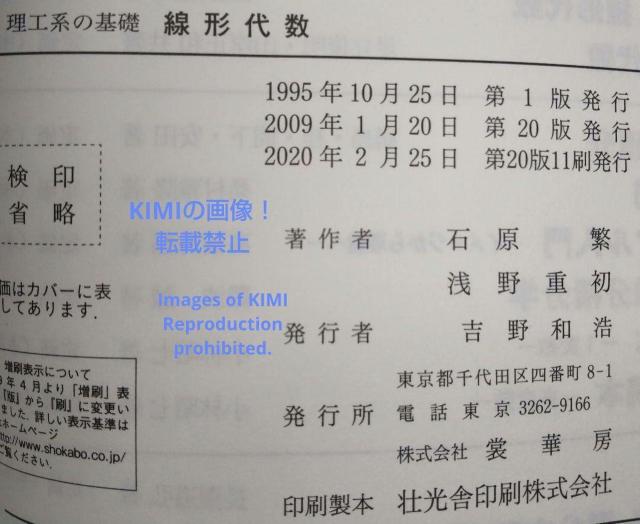 理工系の基礎 線形代数
1995年10月25日 第1版発行
2009年1月20日 第20版発行
2020年2月25日 第20版11刷発行
検印
省略
KIMIの画像！
転載禁止
Images of KIMI
Reproduction
prohibited.
著作者 石原 繁
浅野重初
発行者 吉野和浩
東京都千代田区四番町8-1
発行所 電話 東京 3262-9166
株式会社 裳華房
印刷製本 壮光舎印刷株式会社
価はカバーに表
してあります.
増刷表示について
9年4月より「増刷」表
「版」から「刷」に変更い
ました. 詳しい表示基準は
ホームページ
http://www.shokabo.co.jp/
ご覧ください.